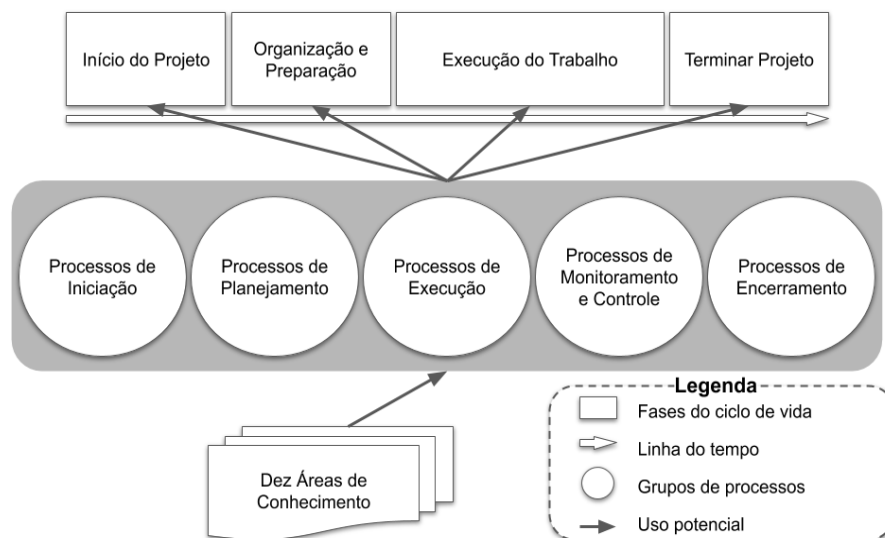 Início do Projeto
Organização e
Preparação
Execução do Trabalho
Terminar Projeto
Processos de
Iniciação
Processos de
Planejamento
Processos de
Execução
Processos de
Monitoramento
e Controle
Processos de
Encerramento
Dez Áreas de
Conhecimento
Legenda
Fases do ciclo de vida
Linha do tempo
Grupos de processos
Uso potencial